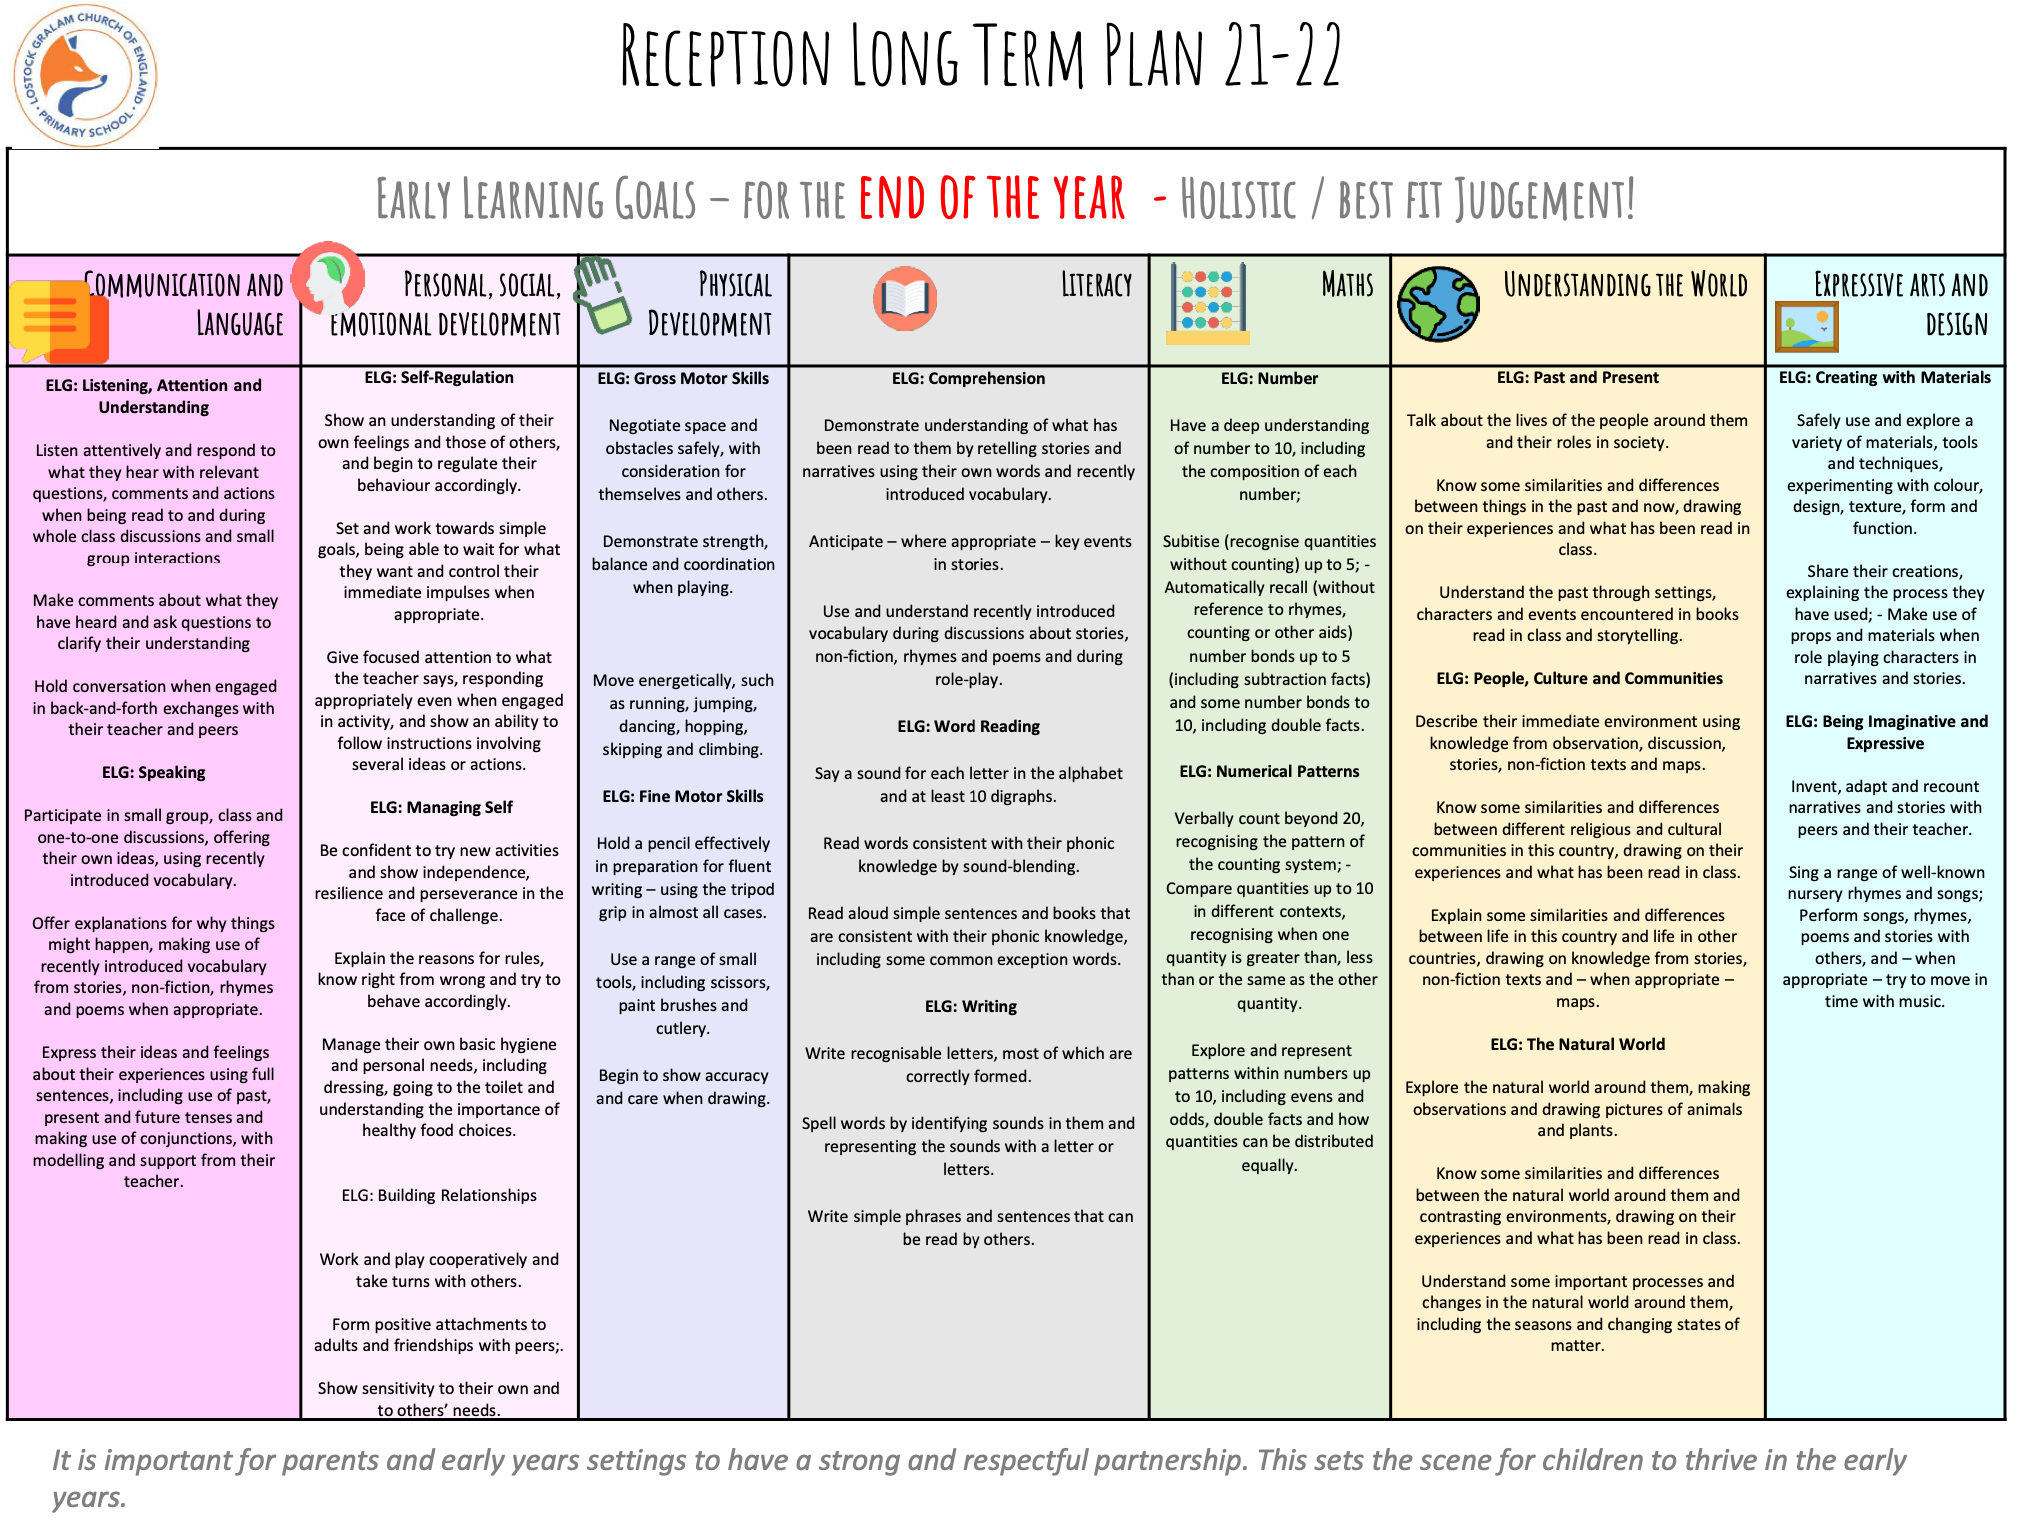 LOSTOCK GRALAM CHURCH OF ENGLAND
• PRIMARY SCHOOL •
Reception Long Term Plan 21-22
Early Learning Goals – for the END OF THE YEAR - Holistic / best fit Judgement!
Communication and
Language
ELG: Listening, Attention and
Understanding
Listen attentively and respond to
what they hear with relevant
questions, comments and actions
when being read to and during
whole class discussions and small
group interactions
Make comments about what they
have heard and ask questions to
clarify their understanding
Hold conversation when engaged
in back-and-forth exchanges with
their teacher and peers
ELG: Speaking
Participate in small group, class and
one-to-one discussions, offering
their own ideas, using recently
introduced vocabulary.
Offer explanations for why things
might happen, making use of
recently introduced vocabulary
from stories, non-fiction, rhymes
and poems when appropriate.
Express their ideas and feelings
about their experiences using full
sentences, including use of past,
present and future tenses and
making use of conjunctions, with
modelling and support from their
teacher.
Personal, social,
emotional development
ELG: Self-Regulation
Show an understanding of their
own feelings and those of others,
and begin to regulate their
behaviour accordingly.
Set and work towards simple
goals, being able to wait for what
they want and control their
immediate impulses when
appropriate.
Give focused attention to what
the teacher says, responding
appropriately even when engaged
in activity, and show an ability to
follow instructions involving
several ideas or actions.
ELG: Managing Self
Be confident to try new activities
and show independence,
resilience and perseverance in the
face of challenge.
Explain the reasons for rules,
know right from wrong and try to
behave accordingly.
Manage their own basic hygiene
and personal needs, including
dressing, going to the toilet and
understanding the importance of
healthy food choices.
ELG: Building Relationships
Work and play cooperatively and
take turns with others.
Form positive attachments to
adults and friendships with peers;.
Show sensitivity to their own and
to others’ needs.
Physical
Development
ELG: Gross Motor Skills
Negotiate space and
obstacles safely, with
consideration for
themselves and others.
Demonstrate strength,
balance and coordination
when playing.
Move energetically, such
as running, jumping,
dancing, hopping,
skipping and climbing.
ELG: Fine Motor Skills
Hold a pencil effectively
in preparation for fluent
writing – using the tripod
grip in almost all cases.
Use a range of small
tools, including scissors,
paint brushes and
cutlery.
Begin to show accuracy
and care when drawing.
Literacy
ELG: Comprehension
Demonstrate understanding of what has
been read to them by retelling stories and
narratives using their own words and recently
introduced vocabulary.
Anticipate – where appropriate – key events
in stories.
Use and understand recently introduced
vocabulary during discussions about stories,
non-fiction, rhymes and poems and during
role-play.
ELG: Word Reading
Say a sound for each letter in the alphabet
and at least 10 digraphs.
Read words consistent with their phonic
knowledge by sound-blending.
Read aloud simple sentences and books that
are consistent with their phonic knowledge,
including some common exception words.
ELG: Writing
Write recognisable letters, most of which are
correctly formed.
Spell words by identifying sounds in them and
representing the sounds with a letter or
letters.
Write simple phrases and sentences that can
be read by others.
Maths
ELG: Number
Have a deep understanding
of number to 10, including
the composition of each
number;
Subitise (recognise quantities
without counting) up to 5; -
Automatically recall (without
reference to rhymes,
counting or other aids)
number bonds up to 5
(including subtraction facts)
and some number bonds to
10, including double facts.
ELG: Numerical Patterns
Verbally count beyond 20,
recognising the pattern of
the counting system; -
Compare quantities up to 10
in different contexts,
recognising when one
quantity is greater than, less
than or the same as the other
quantity.
Explore and represent
patterns within numbers up
to 10, including evens and
odds, double facts and how
quantities can be distributed
equally.
Understanding the World
ELG: Past and Present
Talk about the lives of the people around them
and their roles in society.
Know some similarities and differences
between things in the past and now, drawing
on their experiences and what has been read in
class.
Understand the past through settings,
characters and events encountered in books
read in class and storytelling.
ELG: People, Culture and Communities
Describe their immediate environment using
knowledge from observation, discussion,
stories, non-fiction texts and maps.
Know some similarities and differences
between different religious and cultural
communities in this country, drawing on their
experiences and what has been read in class.
Explain some similarities and differences
between life in this country and life in other
countries, drawing on knowledge from stories,
non-fiction texts and – when appropriate –
maps.
ELG: The Natural World
Explore the natural world around them, making
observations and drawing pictures of animals
and plants.
Know some similarities and differences
between the natural world around them and
contrasting environments, drawing on their
experiences and what has been read in class.
Understand some important processes and
changes in the natural world around them,
including the seasons and changing states of
matter.
Expressive arts and
design
ELG: Creating with Materials
Safely use and explore a
variety of materials, tools
and techniques,
experimenting with colour,
design, texture, form and
function.
Share their creations,
explaining the process they
have used; - Make use of
props and materials when
role playing characters in
narratives and stories.
ELG: Being Imaginative and
Expressive
Invent, adapt and recount
narratives and stories with
peers and their teacher.
Sing a range of well-known
nursery rhymes and songs;
Perform songs, rhymes,
poems and stories with
others, and – when
appropriate – try to move in
time with music.
It is important for parents and early years settings to have a strong and respectful partnership. This sets the scene for children to thrive in the early
years.